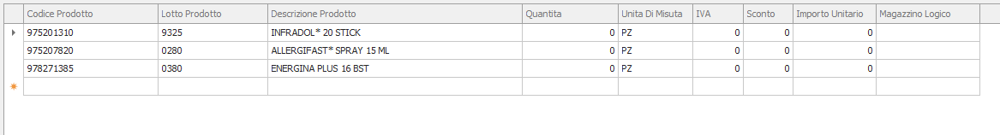 Codice Prodotto Lotto Prodotto Descrizione Prodotto Quantita Unita Di Misuta IVA Sconto Importo Unitario Magazzino Logico
975201310 9325 INFRADOL* 20 STICK 0 PZ 0 0 0
975207820 0280 ALLERGIFAST* SPRAY 15 ML 0 PZ 0 0 0
978271385 0380 ENERGINA PLUS 16 BST 0 PZ 0 0 0